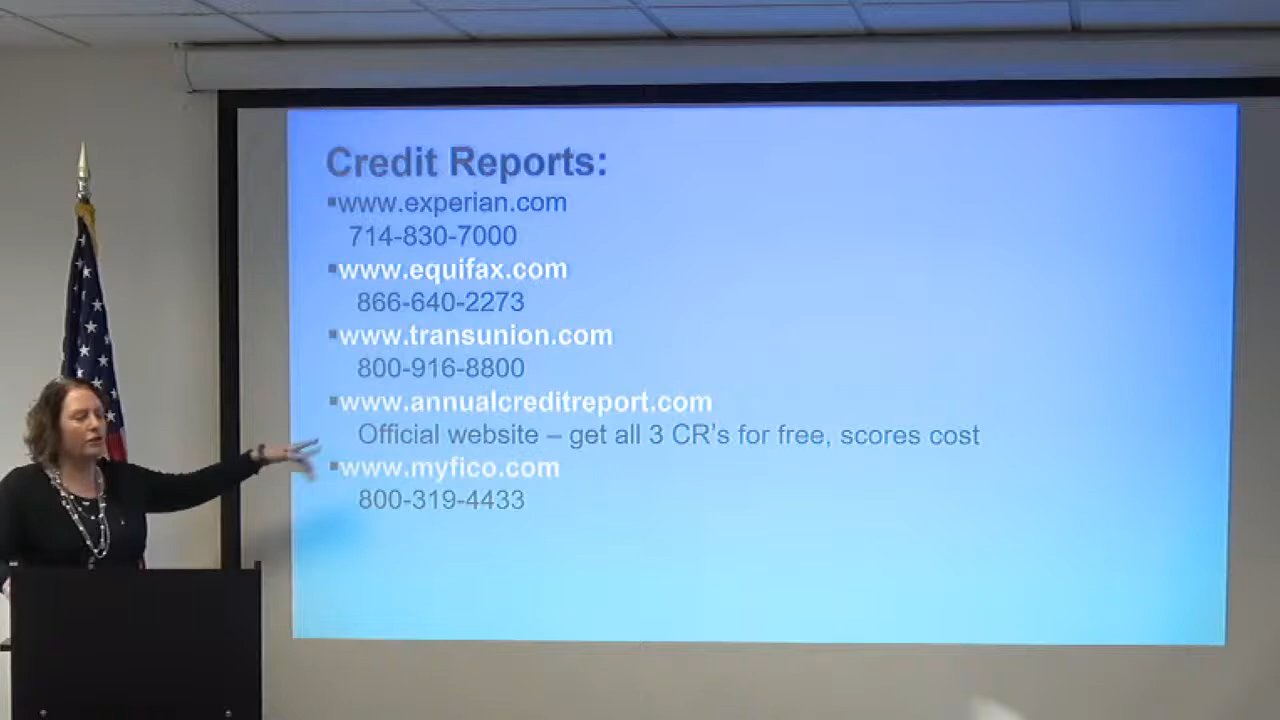 Credit Reports:
▪www.experian.com
714-830-7000
▪www.equifax.com
866-640-2273
▪www.transunion.com
800-916-8800
▪www.annualcreditreport.com
Official website – get all 3 CR's for free, scores cost
▪www.myfico.com
800-319-4433